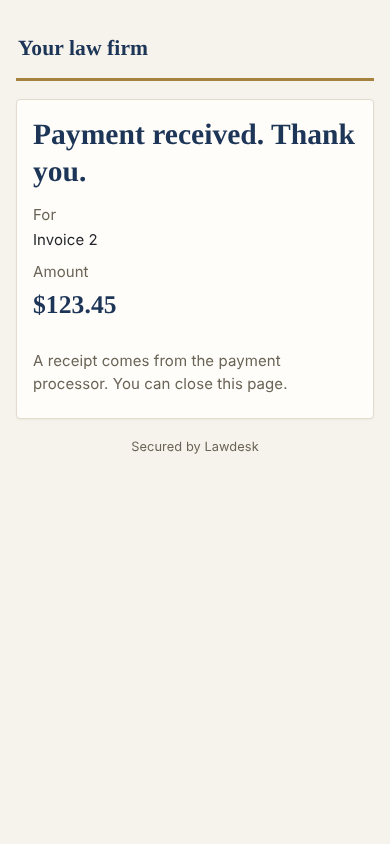 Your law firm
Payment received. Thank
you.
For
Invoice 2
Amount
$123.45
A receipt comes from the payment
processor. You can close this page.
Secured by Lawdesk